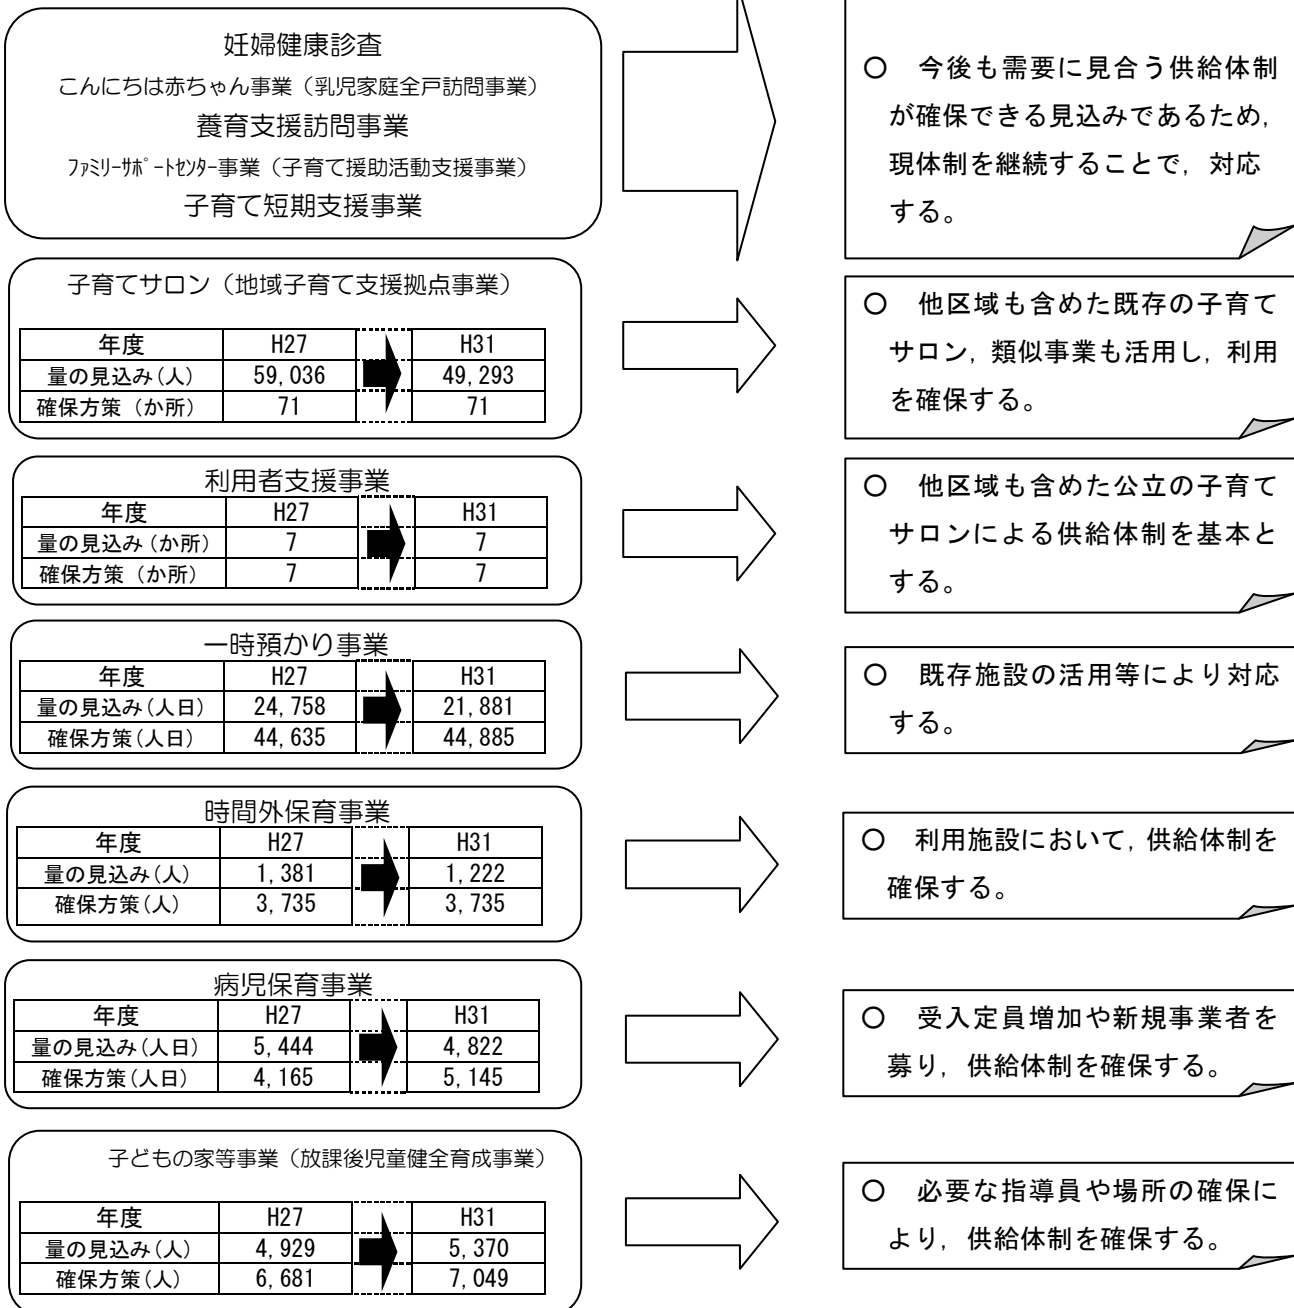 妊婦健康診査
こんにちは赤ちゃん事業（乳児家庭全戸訪問事業）
養育支援訪問事業
ﾌｧﾐﾘｰｻﾎﾟｰﾄｾﾝﾀｰ事業（子育て援助活動支援事業）
子育て短期支援事業
○　今後も需要に見合う供給体制
が確保できる見込みであるため，
現体制を継続することで，対応
する。
子育てサロン（地域子育て支援拠点事業）
年度 H27 H31
量の見込み(人) 59,036 49,293
確保方策（か所） 71 71
○　他区域も含めた既存の子育て
サロン，類似事業も活用し，利用
を確保する。
利用者支援事業
年度 H27 H31
量の見込み(か所) 7 7
確保方策（か所） 7 7
○　他区域も含めた公立の子育て
サロンによる供給体制を基本と
する。
一時預かり事業
年度 H27 H31
量の見込み(人日) 24,758 21,881
確保方策(人日) 44,635 44,885
○　既存施設の活用等により対応
する。
時間外保育事業
年度 H27 H31
量の見込み(人) 1,381 1,222
確保方策(人) 3,735 3,735
○　利用施設において，供給体制を
確保する。
病児保育事業
年度 H27 H31
量の見込み(人日) 5,444 4,822
確保方策(人日) 4,165 5,145
○　受入定員増加や新規事業者を
募り，供給体制を確保する。
子どもの家等事業（放課後児童健全育成事業）
年度 H27 H31
量の見込み(人) 4,929 5,370
確保方策(人) 6,681 7,049
○　必要な指導員や場所の確保に
より，供給体制を確保する。